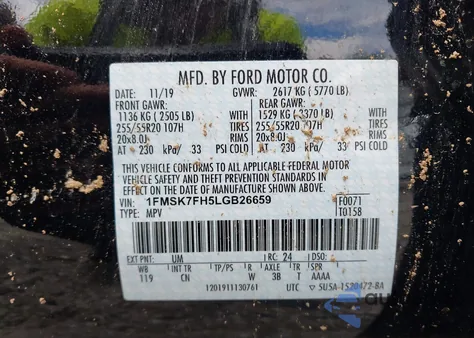 MFD. BY FORD MOTOR CO.
DATE: 11/19 GVWR: 2617 KG ( 5770 LB)
FRONT GAWR: REAR GAWR:
1136 KG ( 2505 LB) WITH 1529 KG ( 3370 LB) WITH
255/55R20 107H TIRES 255/55R20 107H TIRES
20x8.0J RIMS 20x8.0J RIMS
AT 230 kPa/ 33 PSI COLD AT 230 kPa/ 33 PSI COLD
THIS VEHICLE CONFORMS TO ALL APPLICABLE FEDERAL MOTOR
VEHICLE SAFETY AND THEFT PREVENTION STANDARDS IN
EFFECT ON THE DATE OF MANUFACTURE SHOWN ABOVE.
VIN: 1FMSK7FH5LGB26659 F0071
TYPE: MPV T0158
EXT PNT: UM RC: 24 DSO:
WB INT TR TP/PS R AXLE TR SPR
119 CN W 3B T AAAA
1201911130761 UTC 5U5A-1520472-BA